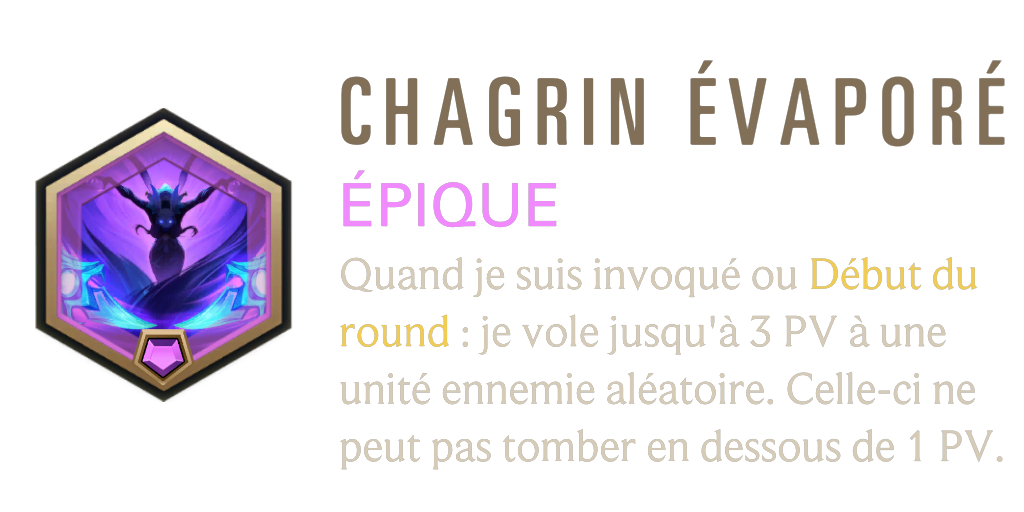 CHAGRIN ÉVAPORÉ
ÉPIQUE
Quand je suis invoqué ou Début du
round : je vole jusqu'à 3 PV à une
unité ennemie aléatoire. Celle-ci ne
peut pas tomber en dessous de 1 PV.